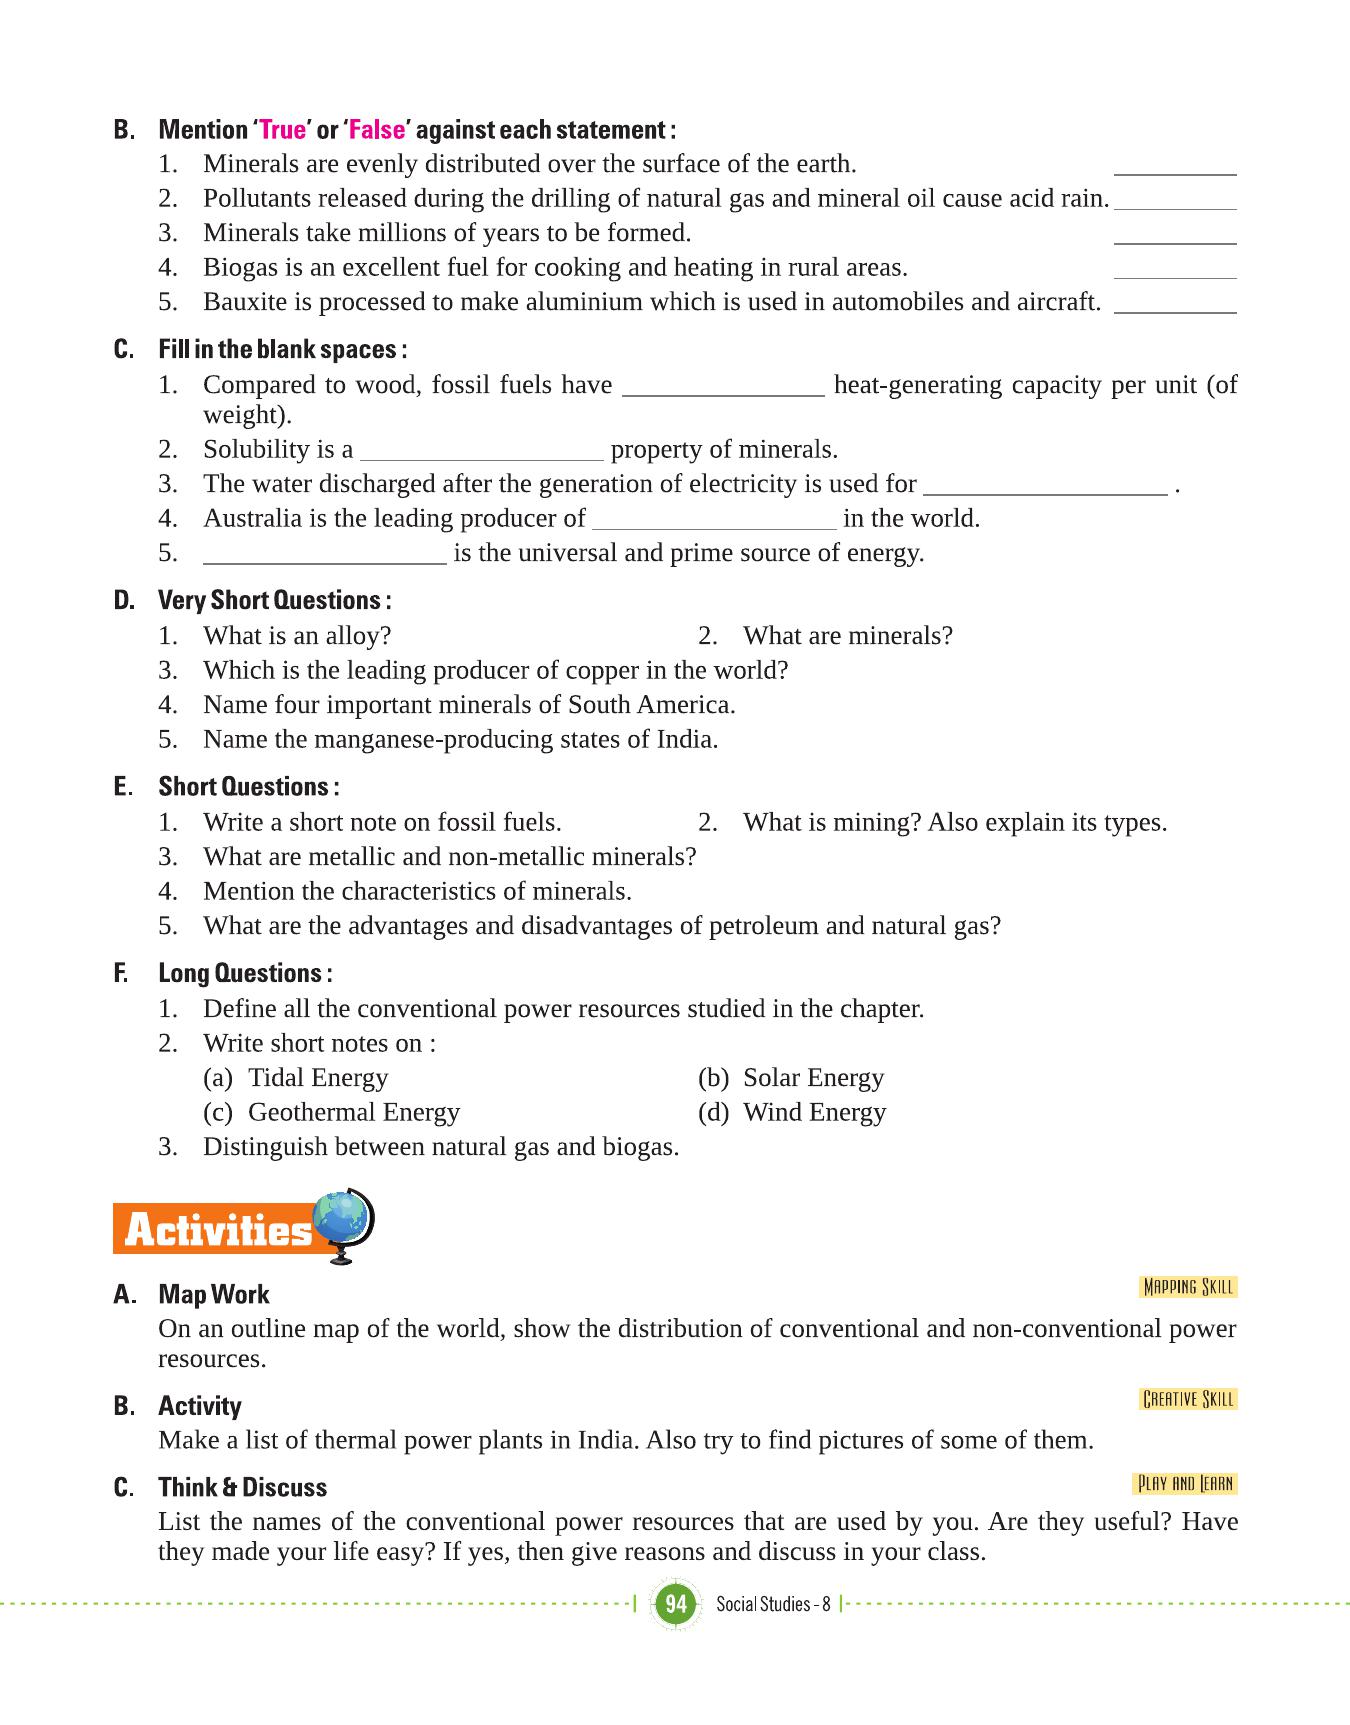 B. Mention ‘True’ or ‘False’ against each statement :
1. Minerals are evenly distributed over the surface of the earth. __________
2. Pollutants released during the drilling of natural gas and mineral oil cause acid rain. __________
3. Minerals take millions of years to be formed. __________
4. Biogas is an excellent fuel for cooking and heating in rural areas. __________
5. Bauxite is processed to make aluminium which is used in automobiles and aircraft. __________
C. Fill in the blank spaces :
1. Compared to wood, fossil fuels have _______________ heat-generating capacity per unit (of
weight).
2. Solubility is a __________________ property of minerals.
3. The water discharged after the generation of electricity is used for __________________ .
4. Australia is the leading producer of __________________ in the world.
5. __________________ is the universal and prime source of energy.
D. Very Short Questions :
1. What is an alloy? 2. What are minerals?
3. Which is the leading producer of copper in the world?
4. Name four important minerals of South America.
5. Name the manganese-producing states of India.
E. Short Questions :
1. Write a short note on fossil fuels. 2. What is mining? Also explain its types.
3. What are metallic and non-metallic minerals?
4. Mention the characteristics of minerals.
5. What are the advantages and disadvantages of petroleum and natural gas?
F. Long Questions :
1. Define all the conventional power resources studied in the chapter.
2. Write short notes on :
(a) Tidal Energy (b) Solar Energy
(c) Geothermal Energy (d) Wind Energy
3. Distinguish between natural gas and biogas.
Activities
A. Map Work MAPPING SKILL
On an outline map of the world, show the distribution of conventional and non-conventional power
resources.
B. Activity CREATIVE SKILL
Make a list of thermal power plants in India. Also try to find pictures of some of them.
C. Think & Discuss PLAY AND LEARN
List the names of the conventional power resources that are used by you. Are they useful? Have
they made your life easy? If yes, then give reasons and discuss in your class.
94 Social Studies - 8